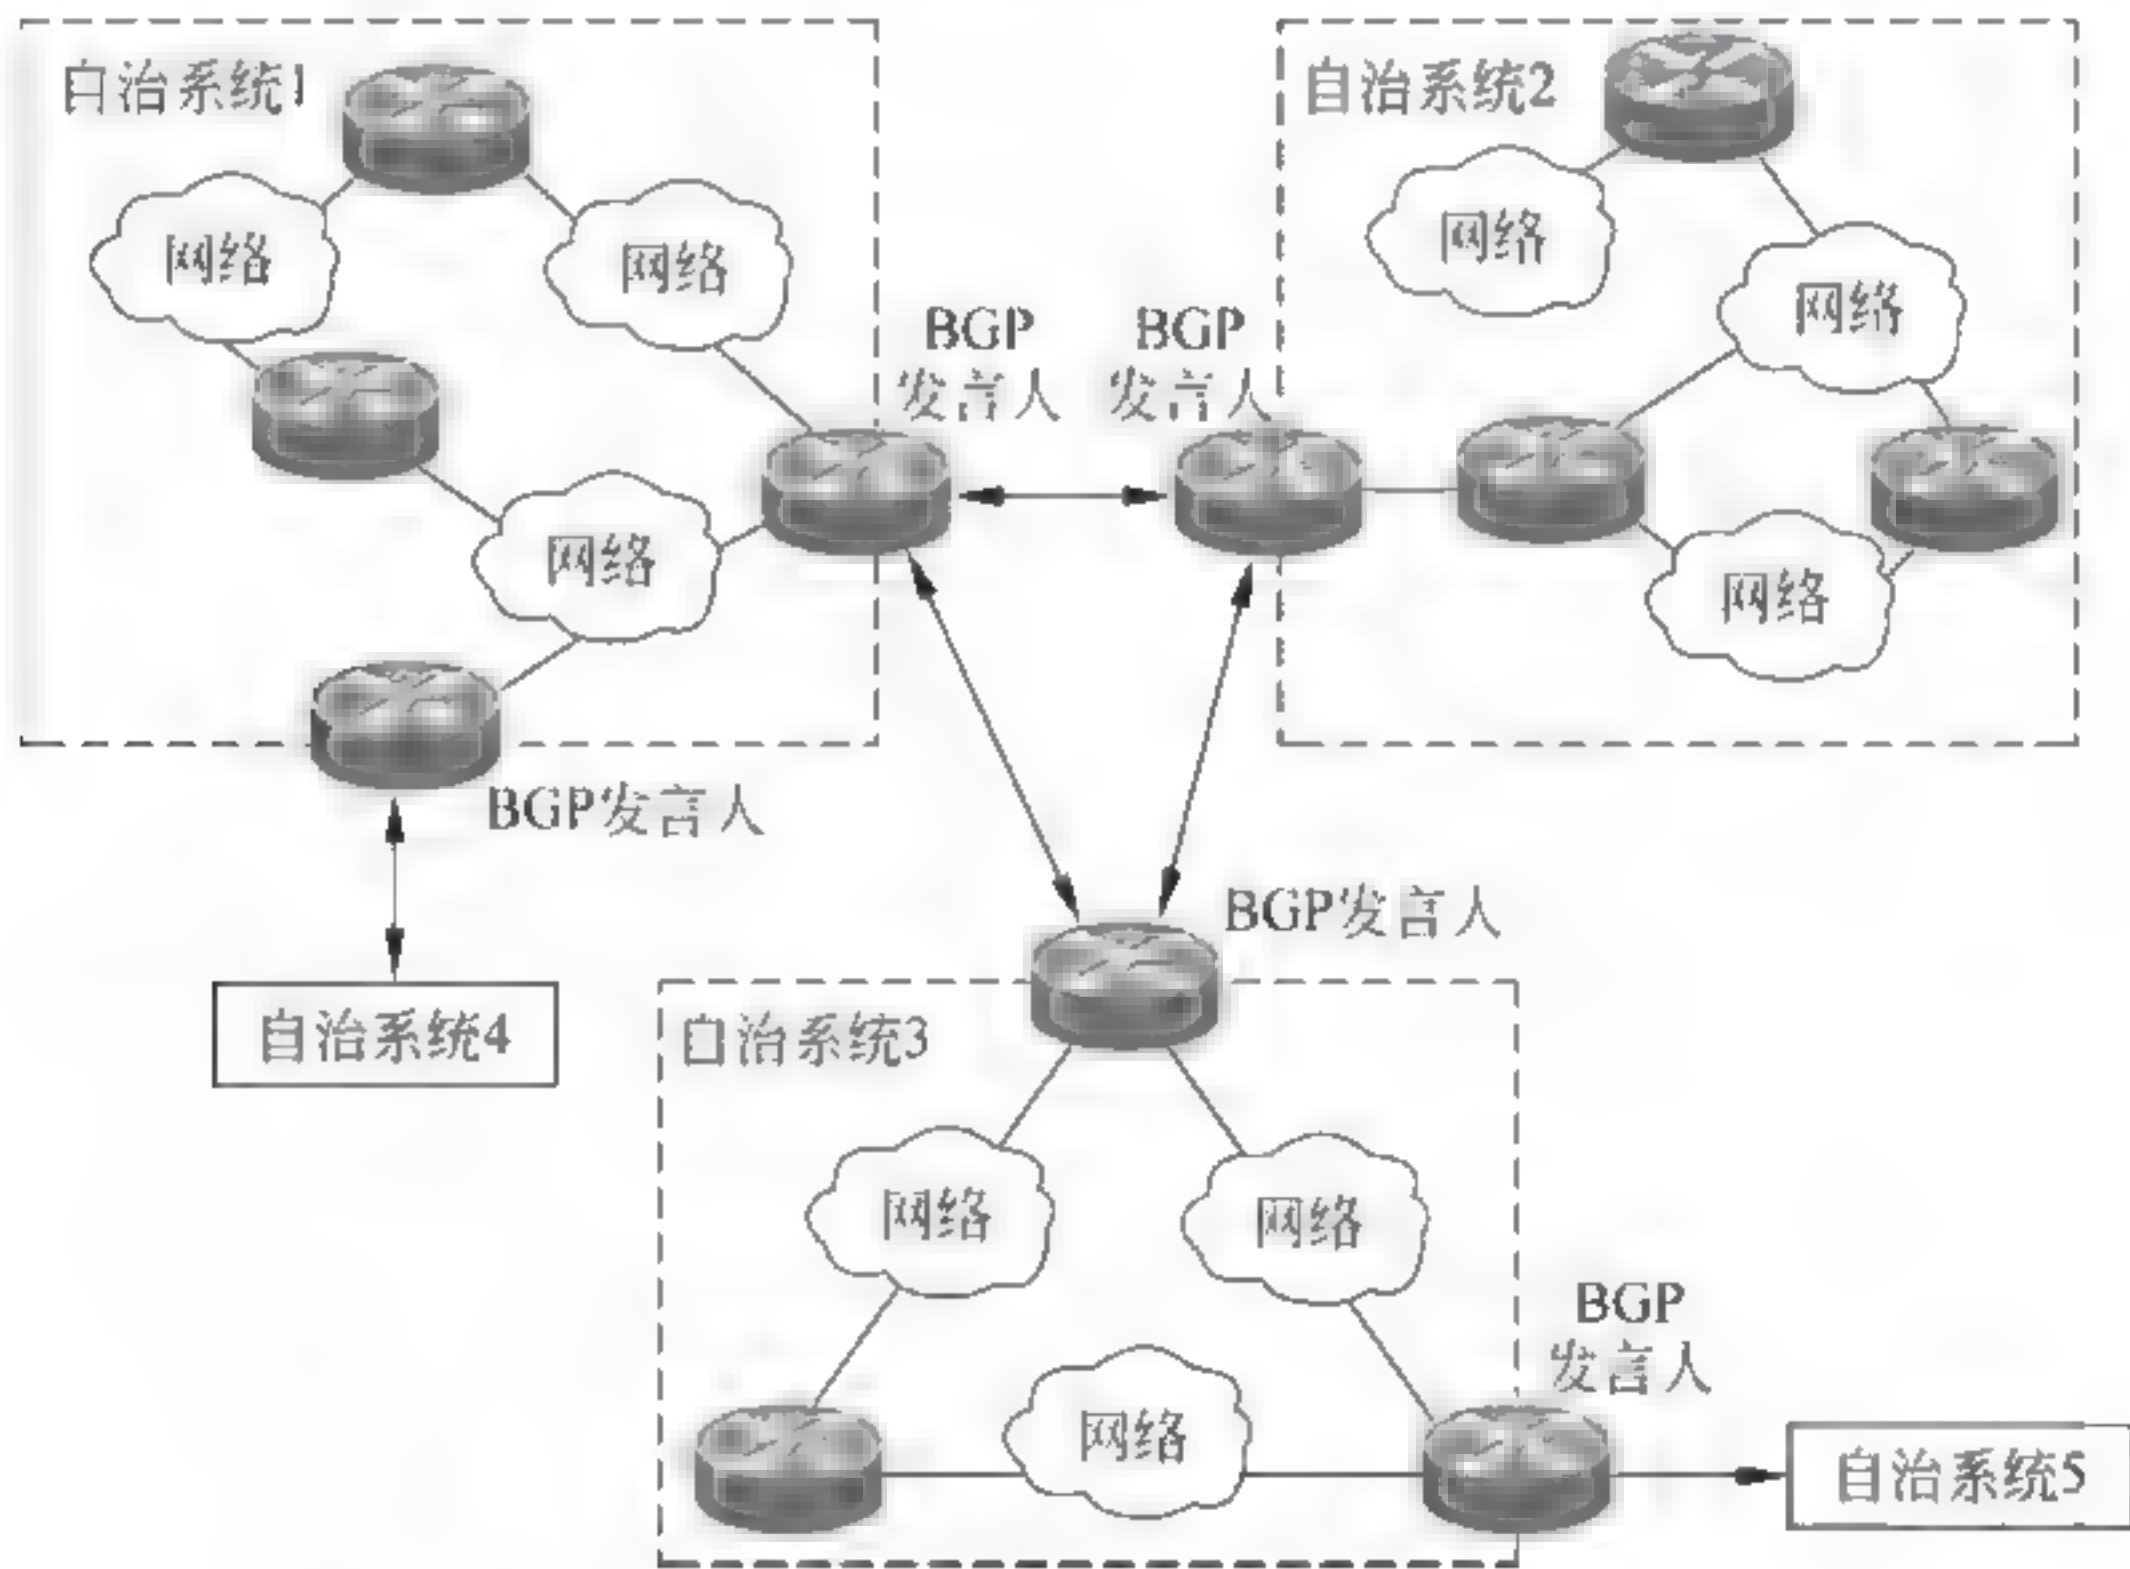 自治系统1
网络
网络
网络
BGP
发言人
BGP发言人
自治系统4
BGP
发言人
自治系统2
网络
网络
网络
BGP发言人
自治系统3
网络
网络
网络
BGP
发言人
自治系统5